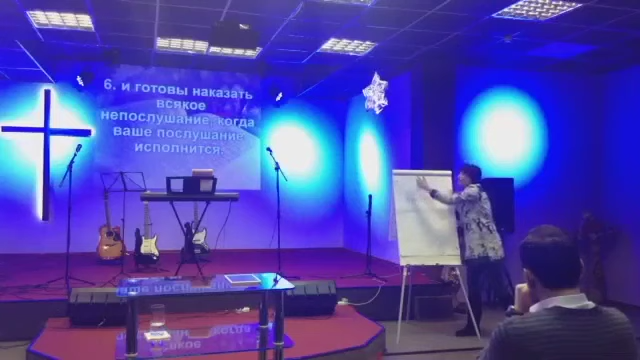 6. и готовы наказать
всякое
непослушание, когда
ваше послушание
исполнится.